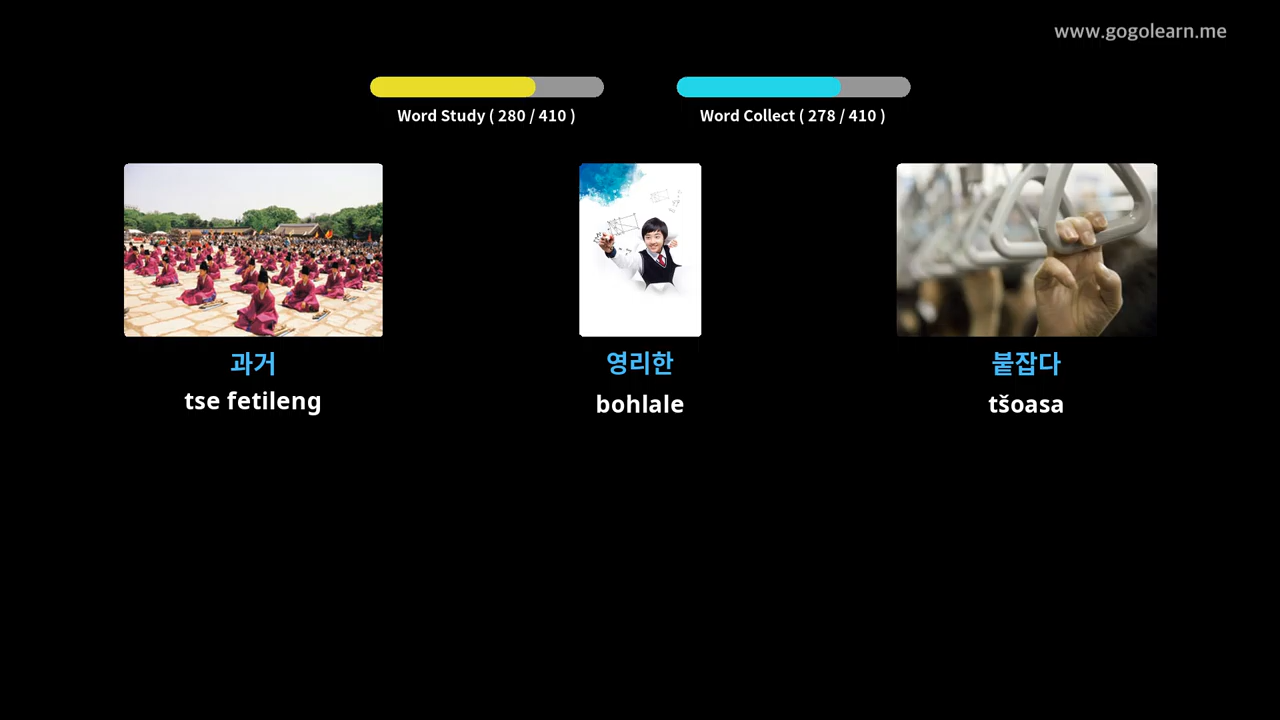 www.gogolearn.me
Word Study ( 280 / 410 )
Word Collect ( 278 / 410 )
과거
tse fetileng
영리한
bohlale
붙잡다
tšoasa